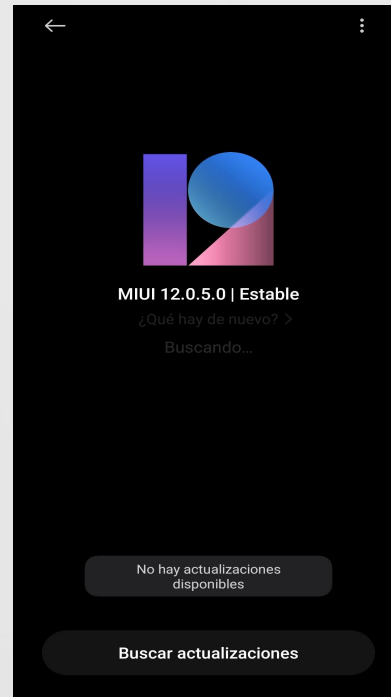 MIUI 12.0.5.0 | Estable
¿Qué hay de nuevo? >
Buscando...
No hay actualizaciones
disponibles
Buscar actualizaciones